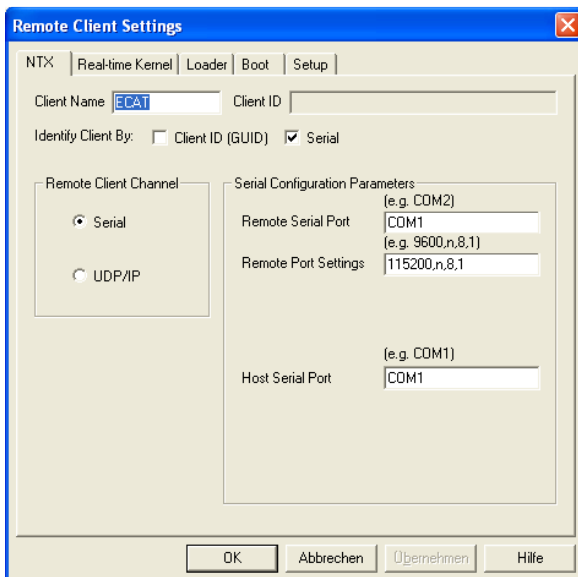 Remote Client Settings
NTX Real-time Kernel Loader Boot Setup
Client Name ECAT Client ID
Identify Client By: Client ID (GUID) Serial
Remote Client Channel
Serial
UDP/IP
Serial Configuration Parameters
(e.g. COM2)
Remote Serial Port COM1
(e.g. 9600,n,8,1)
Remote Port Settings 115200,n,8,1
(e.g. COM1)
Host Serial Port COM1
OK Abbrechen Übernehmen Hilfe